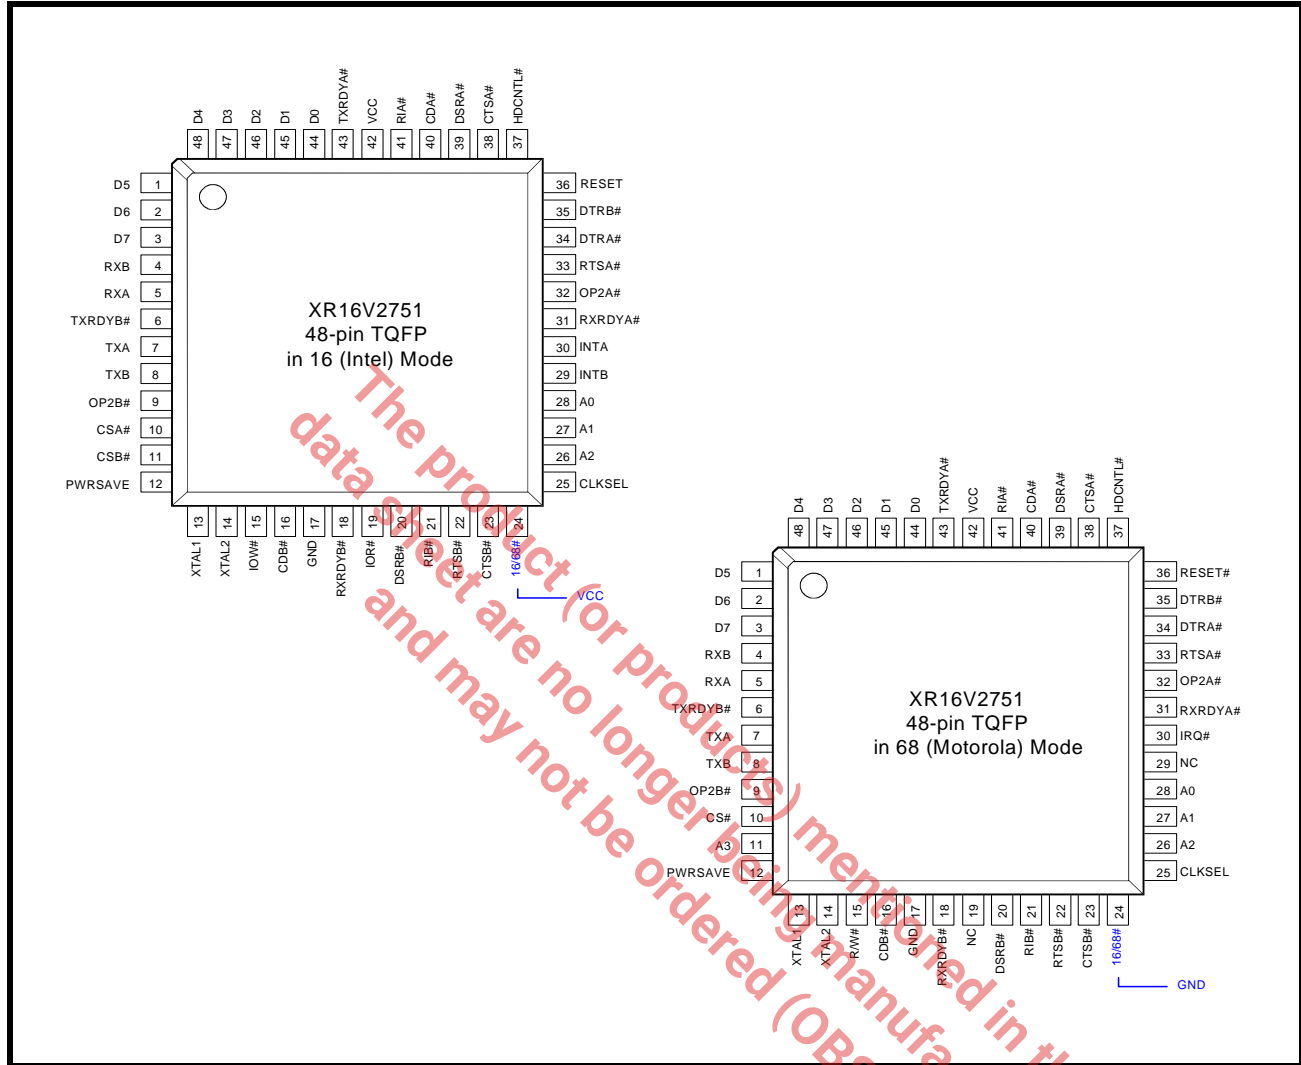 D4 D3 D2 D1 D0 TXRDYA# VCC RIA# CDA# DSRA# CTSA# HDCNTL#
48 47 46 45 44 43 42 41 40 39 38 37
D5 1
D6 2
D7 3
RXB 4
RXA 5
TXRDYB# 6
TXA 7
TXB 8
OP2B# 9
CSA# 10
CSB# 11
PWRSAVE 12
XR16V2751
48-pin TQFP
in 16 (Intel) Mode
36 RESET
35 DTRB#
34 DTRA#
33 RTSA#
32 OP2A#
31 RXRDYA#
30 INTA
29 INTB
28 A0
27 A1
26 A2
25 CLKSEL
13 14 15 16 17 18 19 20 21 22 23 24
XTAL1 XTAL2 IOW# CDB# GND RXRDYB# IOR# DSRB# RIB# RTSB# CTSB# 16/68#
VCC
D4 D3 D2 D1 D0 TXRDYA# VCC RIA# CDA# DSRA# CTSA# HDCNTL#
48 47 46 45 44 43 42 41 40 39 38 37
D5 1
D6 2
D7 3
RXB 4
RXA 5
TXRDYB# 6
TXA 7
TXB 8
OP2B# 9
CS# 10
A3 11
PWRSAVE 12
XR16V2751
48-pin TQFP
in 68 (Motorola) Mode
36 RESET#
35 DTRB#
34 DTRA#
33 RTSA#
32 OP2A#
31 RXRDYA#
30 IRQ#
29 NC
28 A0
27 A1
26 A2
25 CLKSEL
13 14 15 16 17 18 19 20 21 22 23 24
XTAL1 XTAL2 R/W# CDB# GND RXRDYB# NC DSRB# RIB# RTSB# CTSB# 16/68#
GND
The product (or products) mentioned in
data sheet are no longer being
and may not be ordered